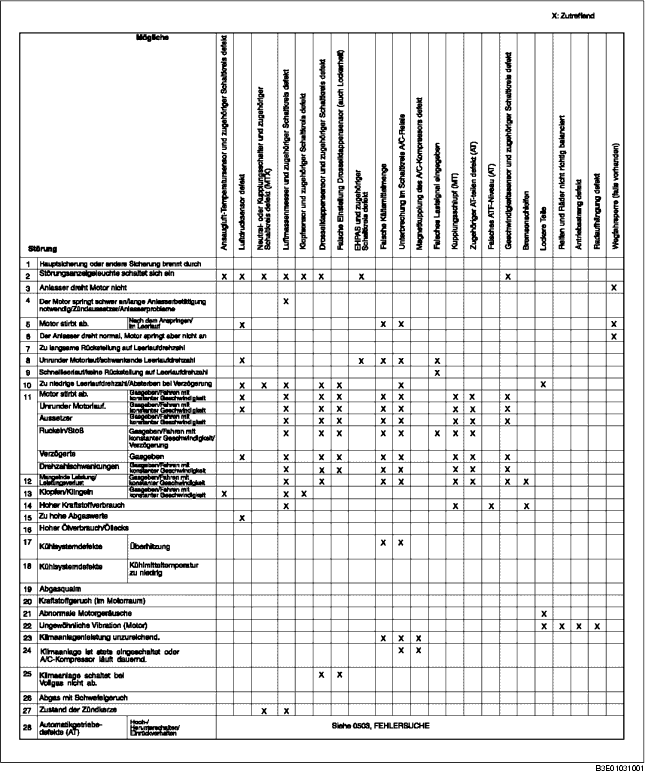 X: Zutreffend
Mögliche
Störung
Ansaugluft-Temperatursensor und zugehöriger Schaltkreis defekt
Luftdrucksensor defekt
Neutral- oder Kupplungsschalter und zugehöriger
Schaltkreis defekt (MTX)
Luftmassenmesser und zugehöriger Schaltkreis defekt
Klopfsensor und zugehöriger Schaltkreis defekt
Drosselklappensensor und zugehöriger Schaltkreis defekt
Falsche Einstellung Drosselklappensensor (auch Lockerheit)
EHPAS und zugehöriger
Schaltkreis defekt
Falsche Kältemittelmenge
Unterbrechung im Schaltkreis A/C-Relais
Magnetkupplung des A/C-Kompressors defekt
Falsches Lastsignal eingegeben
Kupplungsschlupf (MT)
Zugehöriger AT-teilen defekt (AT)
Falsches ATF-Niveau (AT)
Geschwindigkeitssensor und zugehöriger Schaltkreis defekt
Bremsenschleifen
Lockere Teile
Reifen und Räder nicht richtig balanciert
Antriebsstrang defekt
Radaufhängung defekt
Wegfahrsperre (falls vorhanden)
1 Hauptsicherung oder andere Sicherung brennt durch
2 Störungsanzeigeleuchte schaltet sich ein X X X X X X X X
3 Anlasser dreht Motor nicht X
4 Der Motor springt schwer an/lange Anlasserbetätigung
notwendig/Zündaussetzer/Anlasserprobleme X
5 Motor stirbt ab. Nach dem Anspringen/
im Leerlauf X X X X
6 Der Anlasser dreht normal, Motor springt aber nicht an X
7 Zu langsame Rückstellung auf Leerlaufdrehzahl
8 Unrunder Motorlauf/schwankende Leerlaufdrehzahl X X X X X
9 Schnelleerlauf/keine Rückstellung auf Leerlaufdrehzahl X
10 Zu niedrige Leerlaufdrehzahl/Absterben bei Verzögerung X X X X X X X
11 Motor stirbt ab. Gasgeben/Fahren mit
konstanter Geschwindigkeit X X X X X X X X X
Unrunder Motorlauf. Gasgeben/Fahren mit
konstanter Geschwindigkeit X X X X X X X X X
Aussetzer Gasgeben/Fahren mit
konstanter Geschwindigkeit X X X X X X X X
Ruckeln/Stoß Gasgeben/Fahren mit
konstanter Geschwindigkeit/
Verzögerung X X X X X X X X
Verzögerte Gasgeben X X X X X X X X X
Drehzahlschwankungen Gasgeben/Fahren mit
konstanter Geschwindigkeit X X X X X X X X
12 Mangelnde Leistung/
Leistungsverlust Gasgeben/Fahren mit
konstanter Geschwindigkeit X X X X X X X X
13 Klopfen/Klingeln Gasgeben/Fahren mit
konstanter Geschwindigkeit X X X
14 Hoher Kraftstoffverbrauch X X X X
15 Zu hohe Abgaswerte X
16 Hoher Ölverbrauch/Öllecks
17 Kühlsystemdefekte Überhitzung X X
18 Kühlsystemdefekte Kühlmitteltemperatur
zu niedrig
19 Abgasqualm
20 Kraftstoffgeruch (im Motorraum)
21 Abnormale Motorgeräusche X
22 Ungewöhnliche Vibration (Motor) X X X X
23 Klimaanlagenleistung unzureichend. X X X
24 Klimaanlage ist stets eingeschaltet oder
A/C-Kompressor läuft dauernd. X X
25 Klimaanlage schaltet bei
Vollgas nicht ab. X X
26 Abgas mit Schwefelgeruch
27 Zustand der Zündkerze X X
28 Automatikgetriebe-
defekte (AT) Hoch-/
Herunterschalten/
Einrückverhalten Siehe 0503, FEHLERSUCHE
B3E01031001